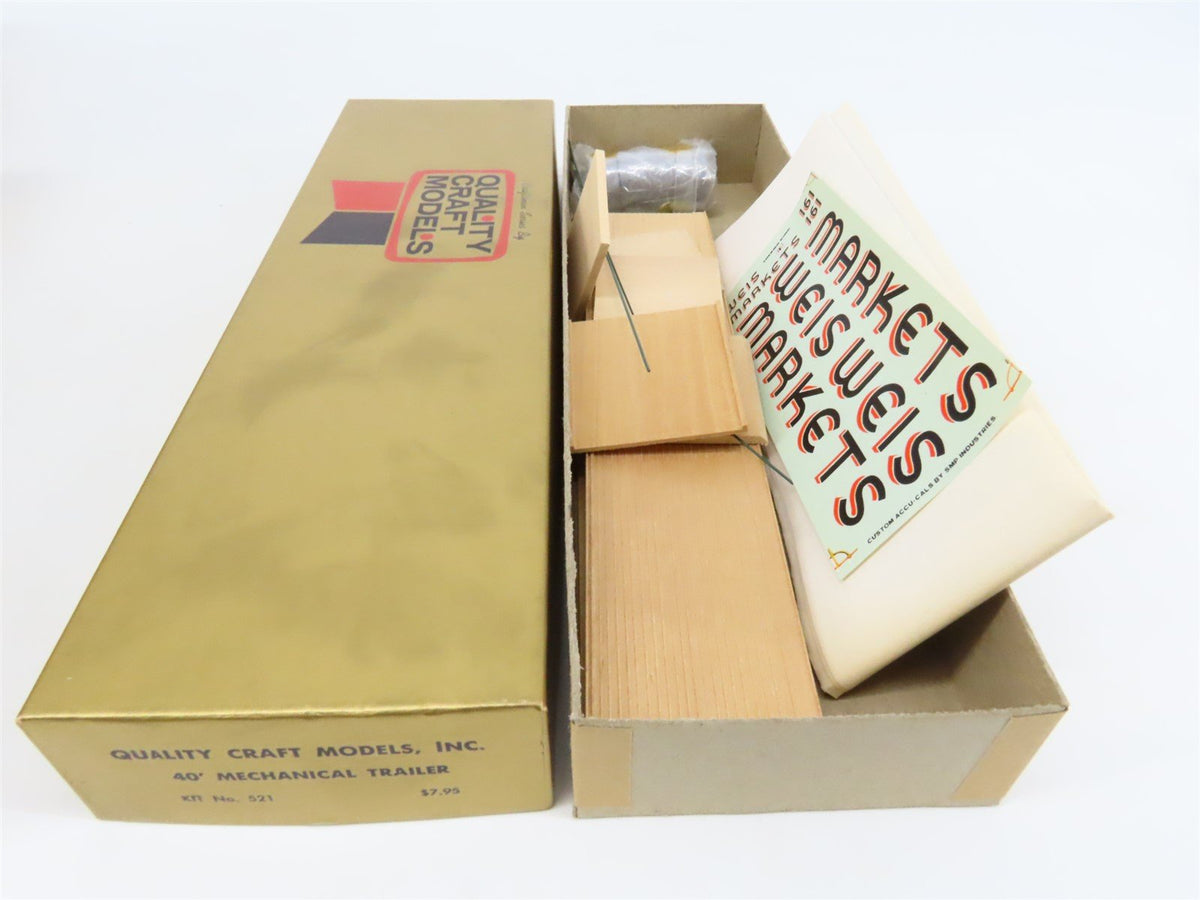 QUALITY
CRAFT
MODELS
QUALITY CRAFT MODELS, INC.
40' MECHANICAL TRAILER
KIT No. 521 $7.95
161
161
MARKETS
WEIS WEIS
MARKETS
WEIS
MARKETS
CUSTOM ACCU-CALS BY SMP INDUSTRIES